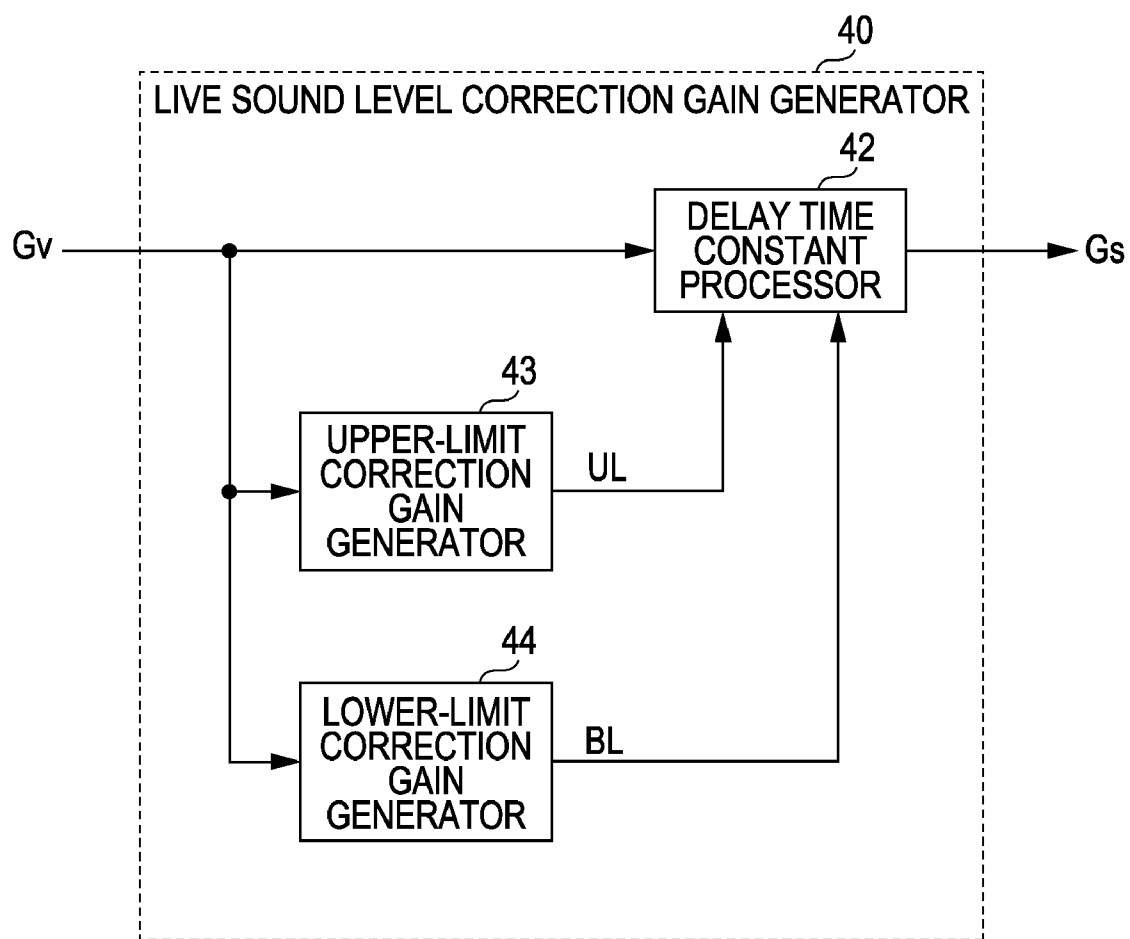 40
LIVE SOUND LEVEL CORRECTION GAIN GENERATOR
42
DELAY TIME
CONSTANT
PROCESSOR
Gv
Gs
43
UPPER-LIMIT
CORRECTION
GAIN
GENERATOR
UL
44
LOWER-LIMIT
CORRECTION
GAIN
GENERATOR
BL